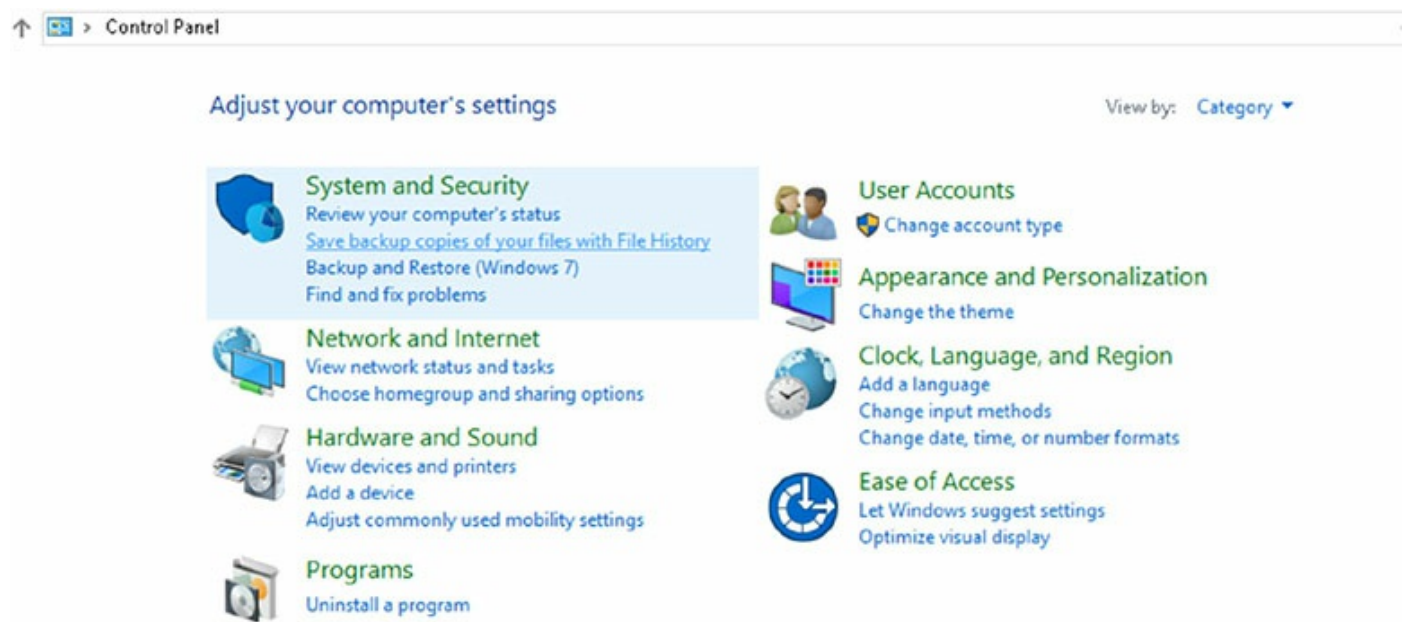 Control Panel
Adjust your computer's settings
View by: Category
System and Security
Review your computer's status
Save backup copies of your files with File History
Backup and Restore (Windows 7)
Find and fix problems
Network and Internet
View network status and tasks
Choose homegroup and sharing options
Hardware and Sound
View devices and printers
Add a device
Adjust commonly used mobility settings
Programs
Uninstall a program
User Accounts
Change account type
Appearance and Personalization
Change the theme
Clock, Language, and Region
Add a language
Change input methods
Change date, time, or number formats
Ease of Access
Let Windows suggest settings
Optimize visual display